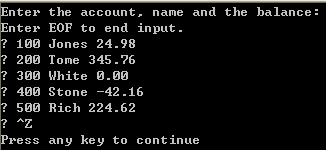 Enter the account, name and the balance:
Enter EOF to end input.
? 100 Jones 24.98
? 200 Tome 345.76
? 300 White 0.00
? 400 Stone -42.16
? 500 Rich 224.62
? ^Z
Press any key to continue